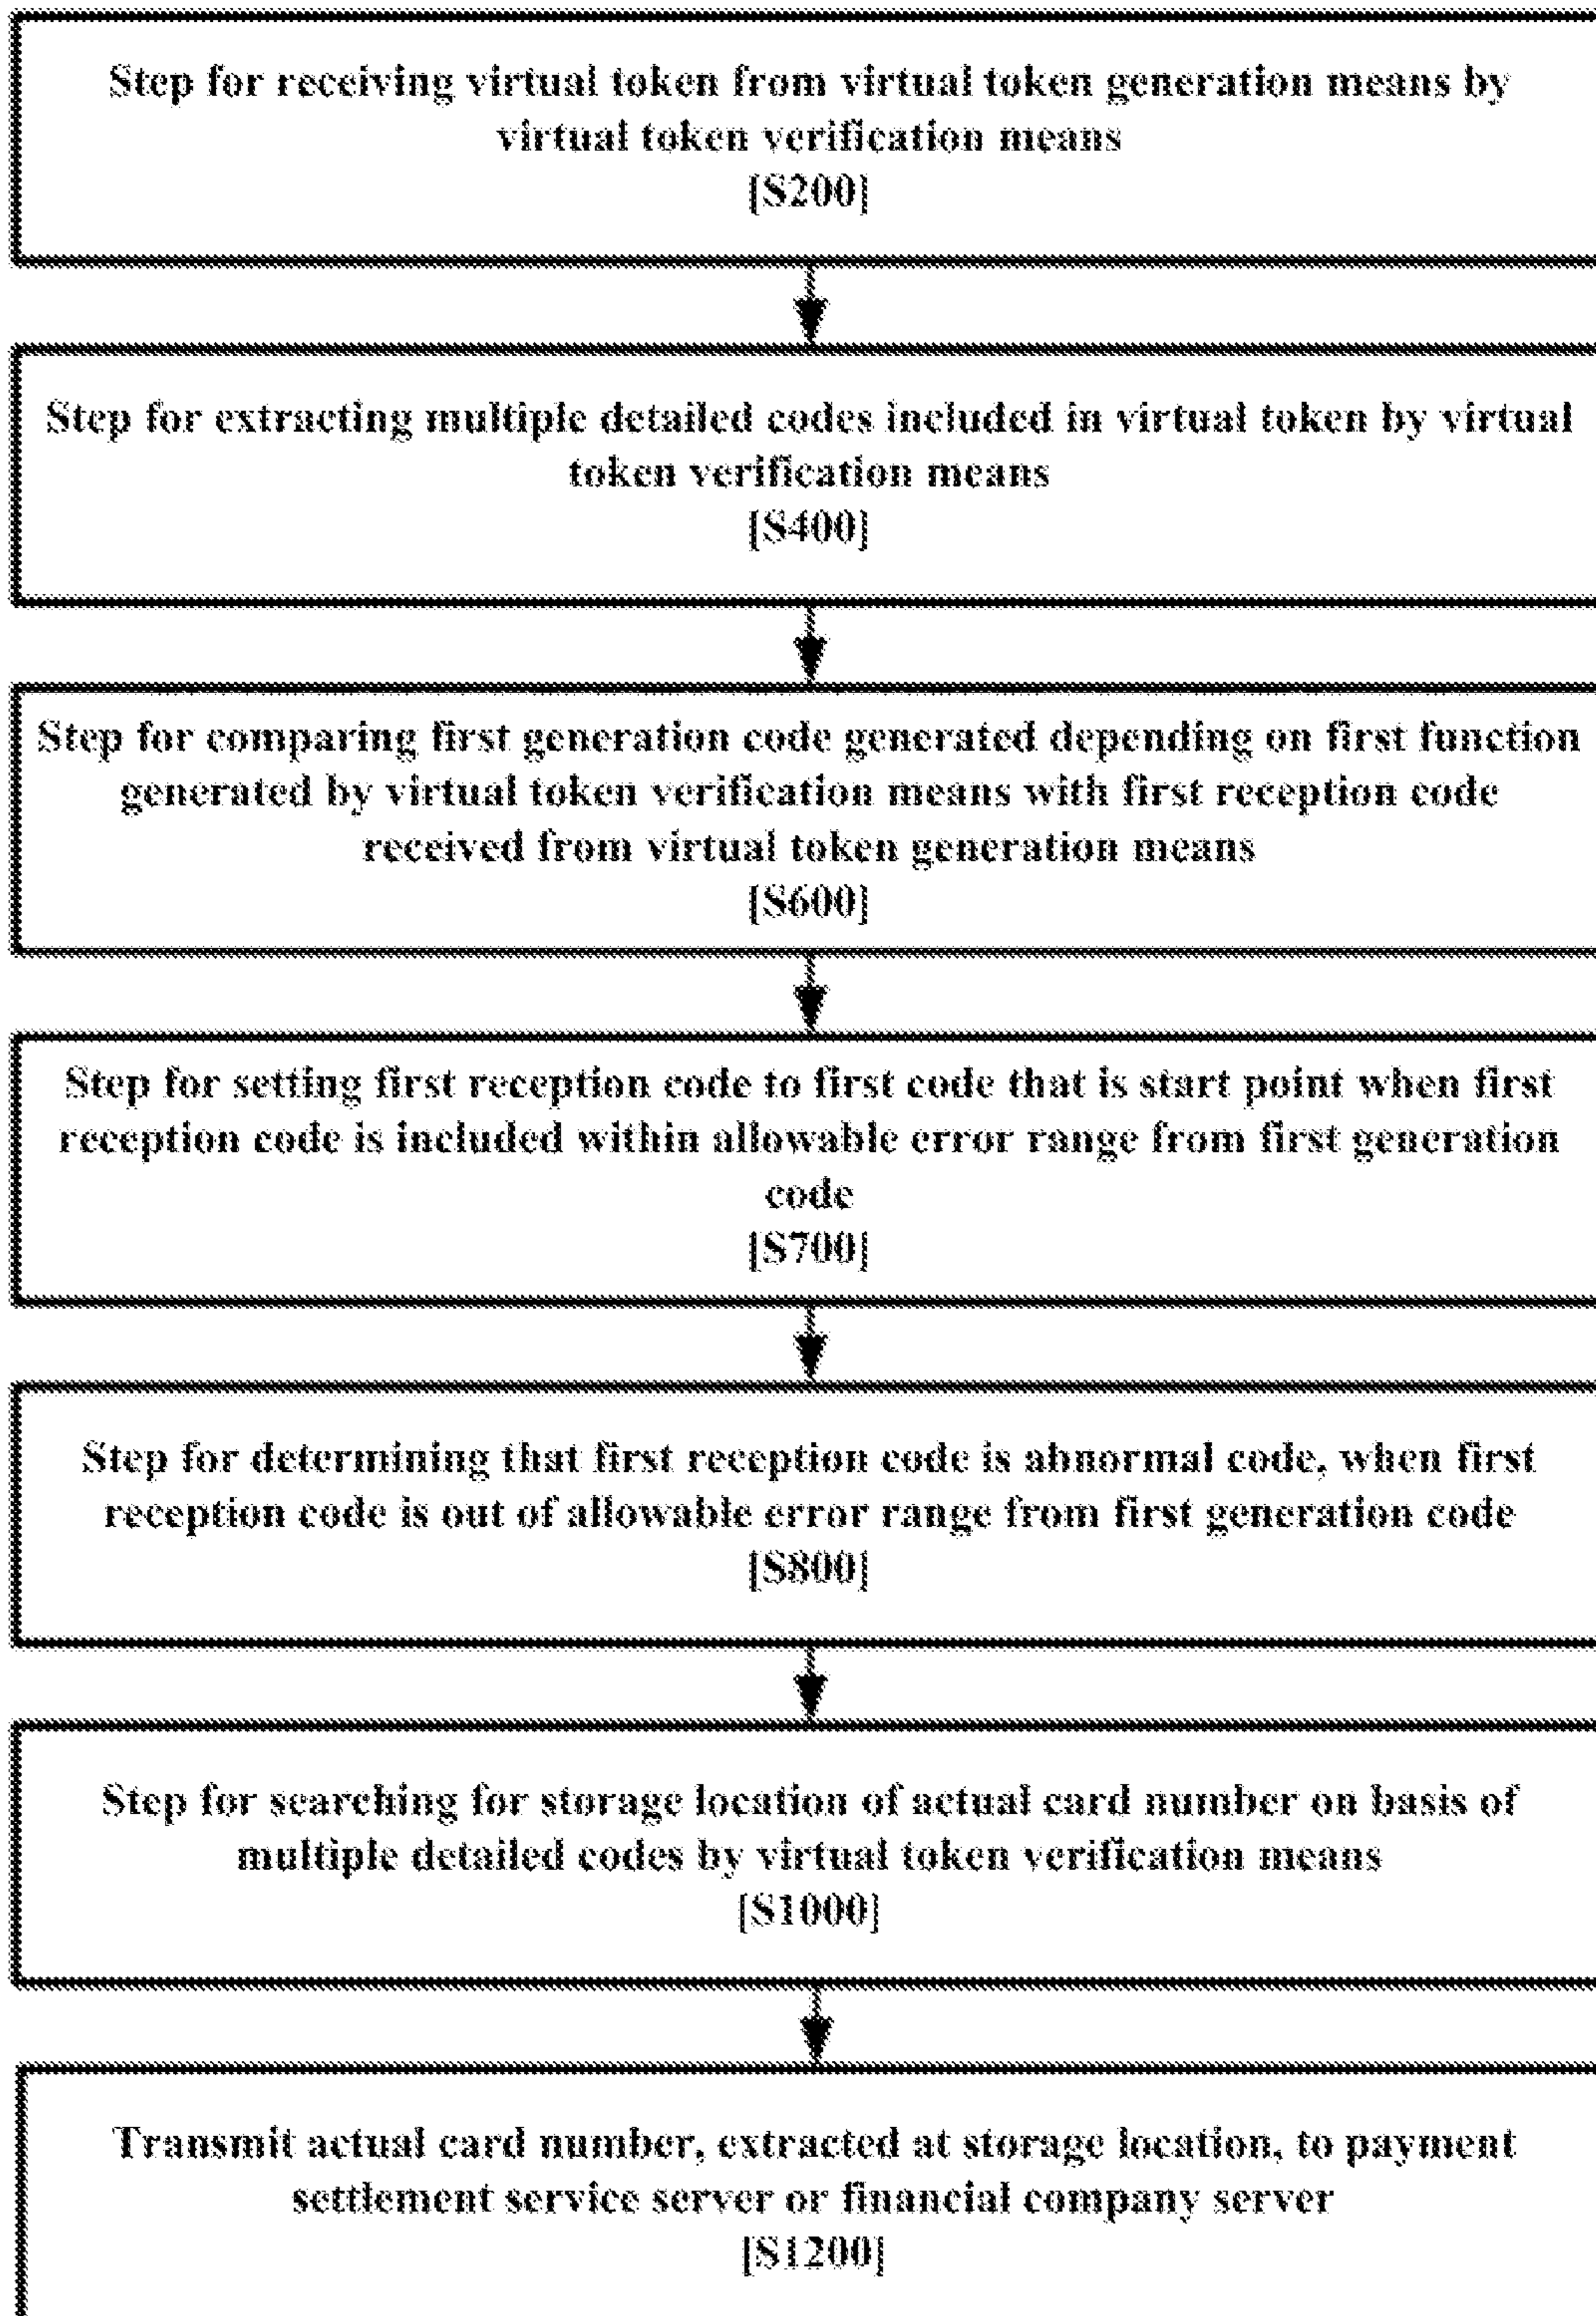 Step for receiving virtual token from virtual token generation means by
virtual token verification means
[S200]
Step for extracting multiple detailed codes included in virtual token by virtual
token verification means
[S400]
Step for comparing first generation code generated depending on first function
generated by virtual token verification means with first reception code
received from virtual token generation means
[S600]
Step for setting first reception code to first code that is start point when first
reception code is included within allowable error range from first generation
code
[S700]
Step for determining that first reception code is abnormal code, when first
reception code is out of allowable error range from first generation code
[S800]
Step for searching for storage location of actual card number on basis of
multiple detailed codes by virtual token verification means
[S1000]
Transmit actual card number, extracted at storage location, to payment
settlement service server or financial company server
[S1200]